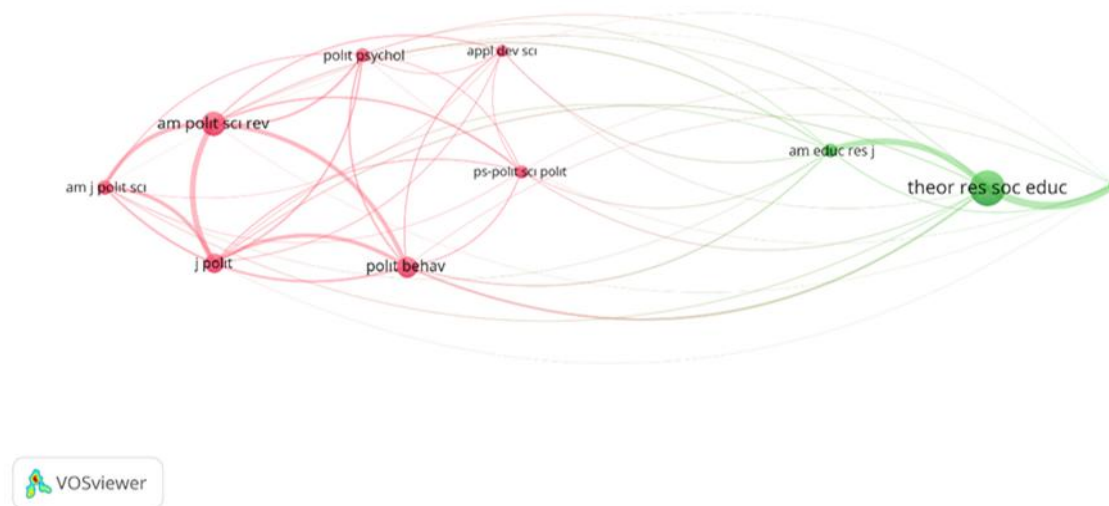 polit psychol
appl dev sci
am polit sci rev
am educ res j
ps-polit sci polit
am j polit sci
theor res soc educ
j polit
polit behav
VOSviewer